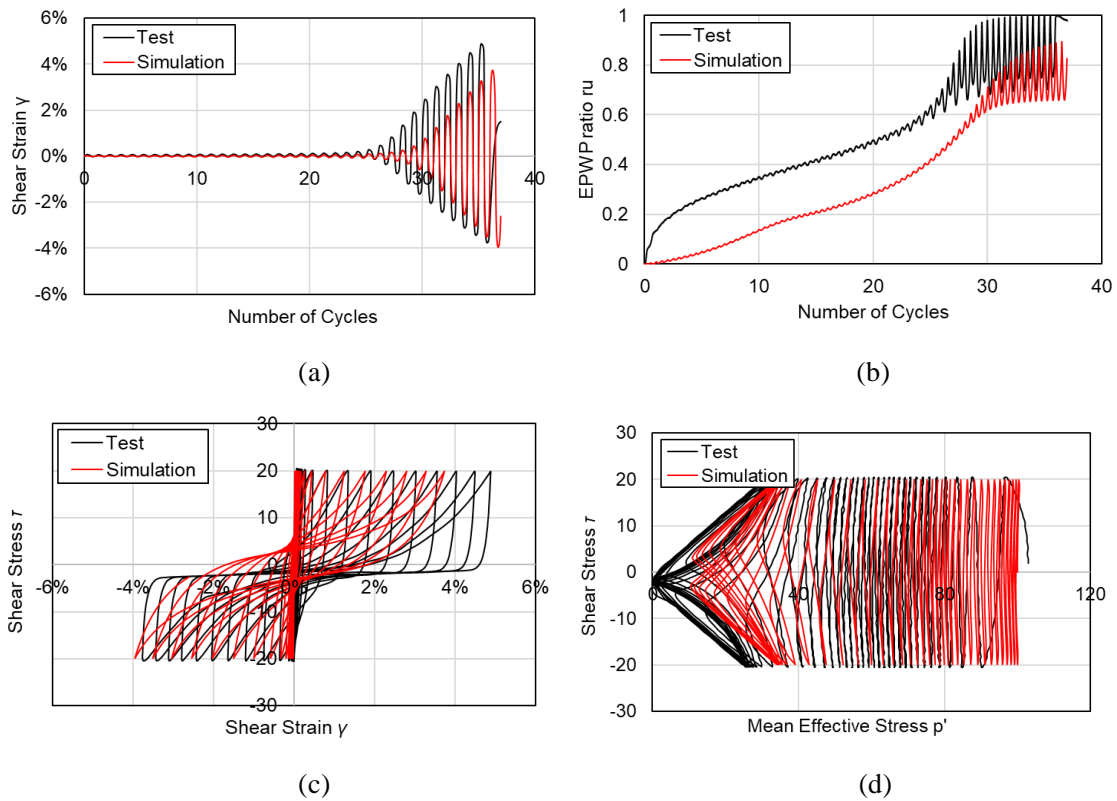 6%
4%
2%
0%
-2%
-4%
-6%
0
10
20
30
40
Test
Simulation
Shear Strain γ
Number of Cycles
(a)
1
0.8
0.6
0.4
0.2
0
0
10
20
30
40
Test
Simulation
EPWP ratio ru
Number of Cycles
(b)
30
20
10
0
-10
-20
-30
-6%
-4%
-2%
0%
2%
4%
6%
Test
Simulation
Shear Stress τ
Shear Strain γ
(c)
30
20
10
0
-10
-20
-30
0
40
80
120
Test
Simulation
Shear Stress τ
Mean Effective Stress p'
(d)